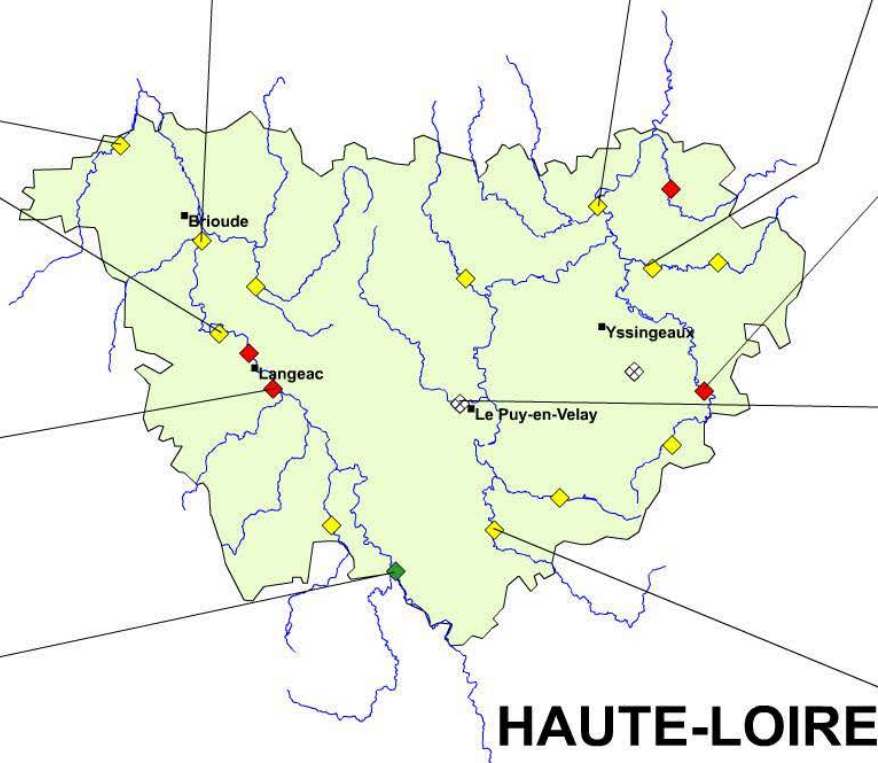 Brioude
Yssingeaux
Langeac
Le Puy-en-Velay
HAUTE-LOIRE